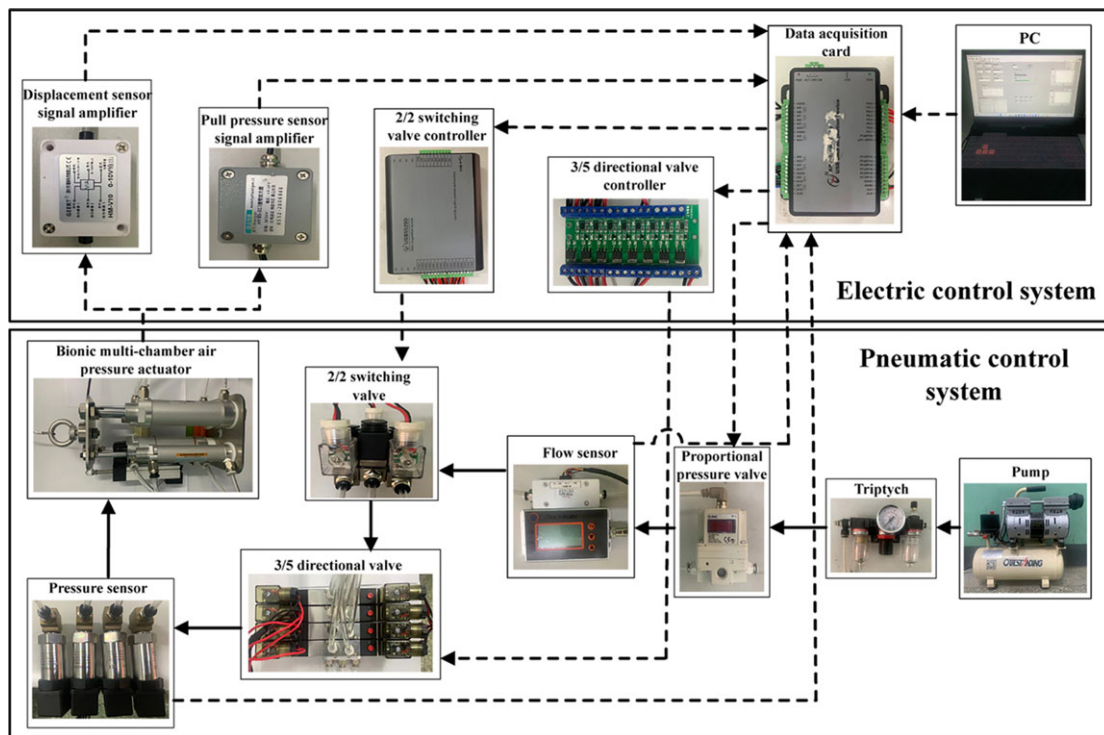 Data acquisition
card
PC
Displacement sensor
signal amplifier
Pull pressure sensor
signal amplifier
2/2 switching
valve controller
3/5 directional valve
controller
Electric control system
Bionic multi-chamber air
pressure actuator
Pneumatic control
system
2/2 switching
valve
Flow sensor
Proportional
pressure valve
Triptych
Pump
3/5 directional valve
Pressure sensor